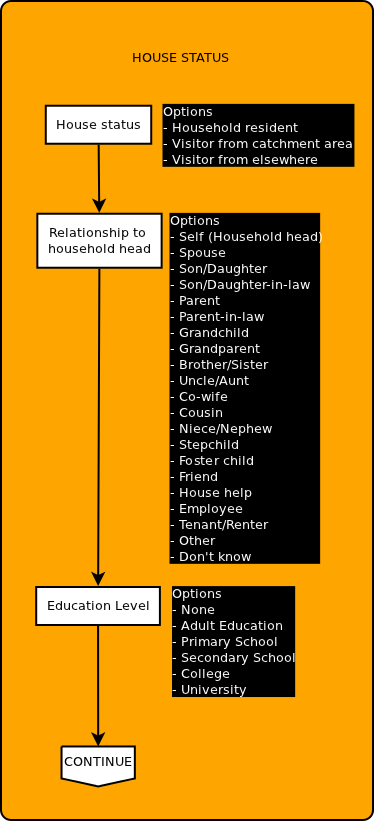 HOUSE STATUS
House status
Options
- Household resident
- Visitor from catchment area
- Visitor from elsewhere
Relationship to
household head
Options
- Self (Household head)
- Spouse
- Son/Daughter
- Son/Daughter-in-law
- Parent
- Parent-in-law
- Grandchild
- Grandparent
- Brother/Sister
- Uncle/Aunt
- Co-wife
- Cousin
- Niece/Nephew
- Stepchild
- Foster child
- Friend
- House help
- Employee
- Tenant/Renter
- Other
- Don't know
Education Level
Options
- None
- Adult Education
- Primary School
- Secondary School
- College
- University
CONTINUE